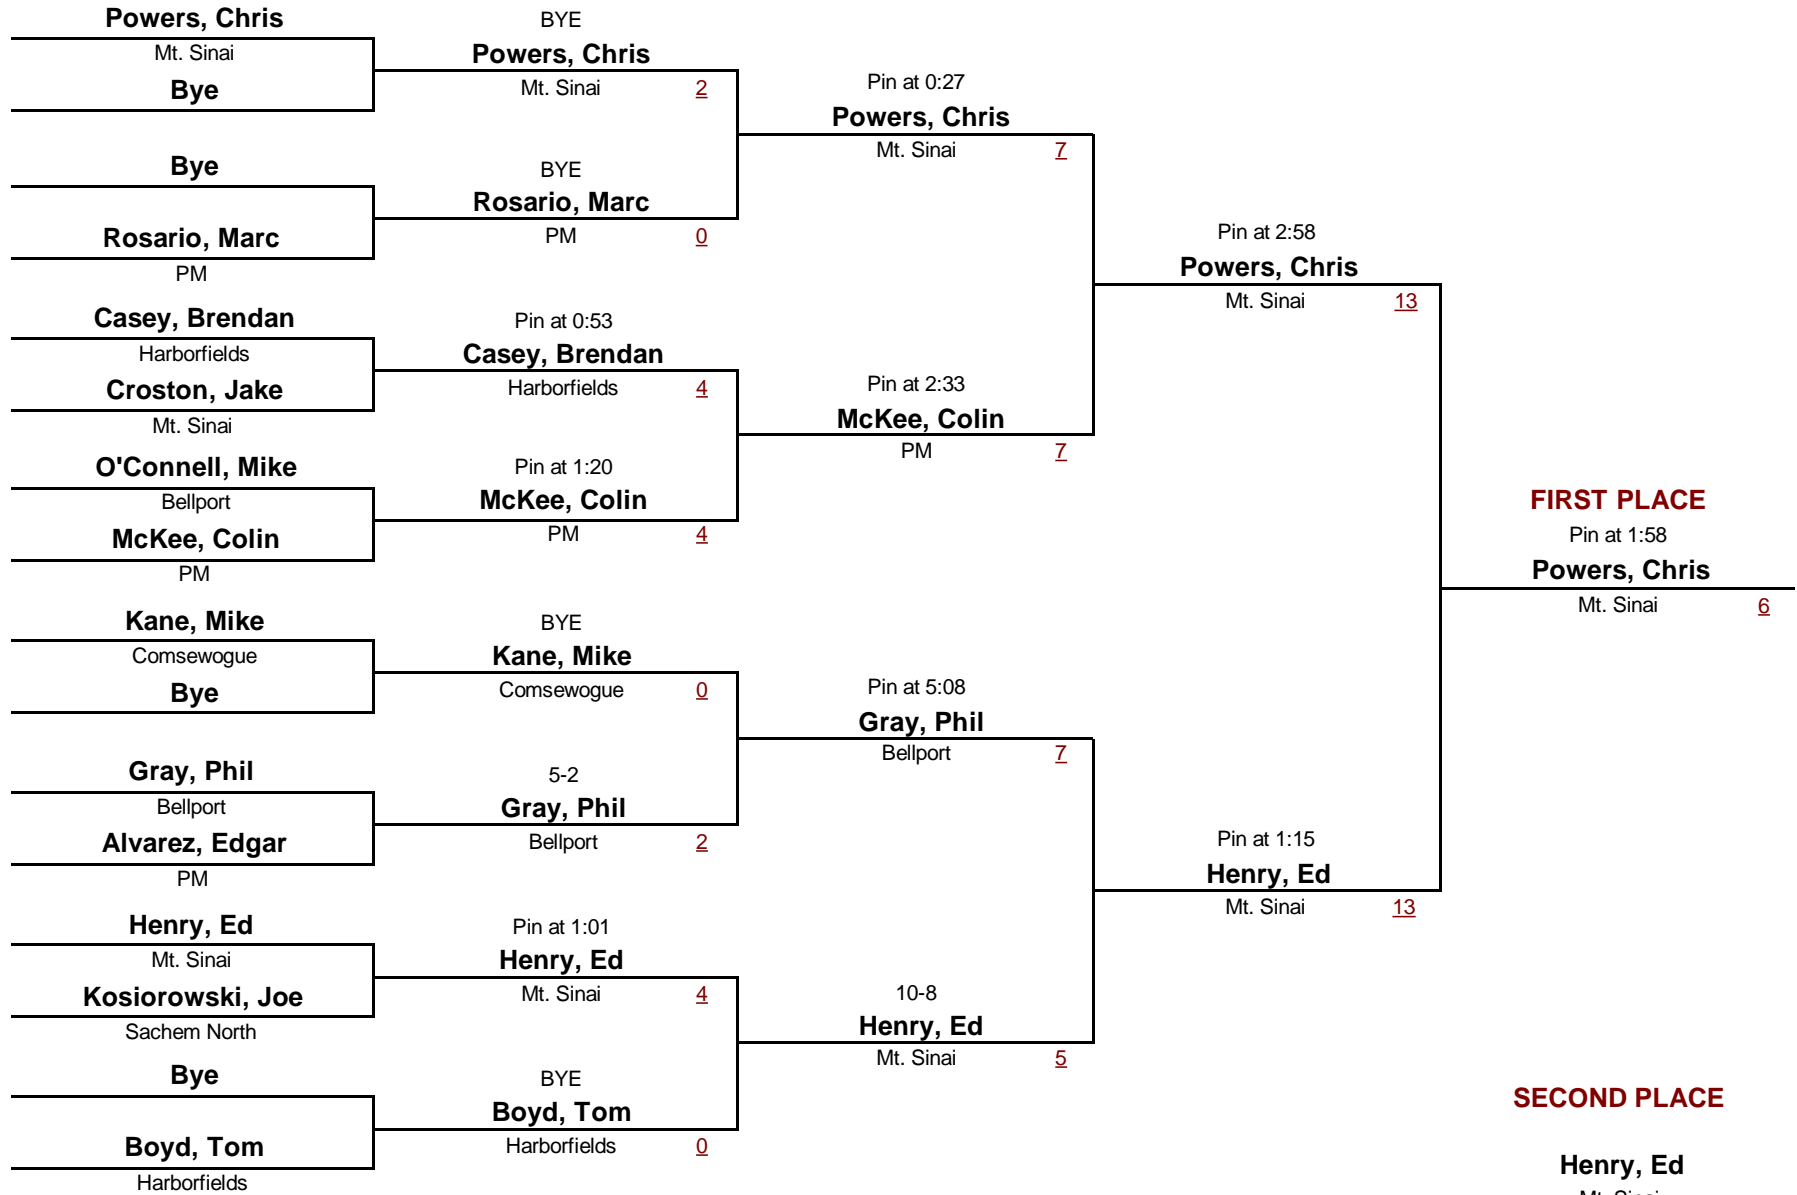 Powers, Chris
Mt. Sinai
Bye
Bye
Rosario, Marc
PM
Casey, Brendan
Harborfields
Croston, Jake
Mt. Sinai
O'Connell, Mike
Bellport
McKee, Colin
PM
Kane, Mike
Comsewogue
Bye
Gray, Phil
Bellport
Alvarez, Edgar
PM
Henry, Ed
Mt. Sinai
Kosiorowski, Joe
Sachem North
Bye
Boyd, Tom
Harborfields
BYE
Powers, Chris
Mt. Sinai 2
BYE
Rosario, Marc
PM 0
Pin at 0:53
Casey, Brendan
Harborfields 4
Pin at 1:20
McKee, Colin
PM 4
BYE
Kane, Mike
Comsewogue 0
5-2
Gray, Phil
Bellport 2
Pin at 1:01
Henry, Ed
Mt. Sinai 4
BYE
Boyd, Tom
Harborfields 0
Pin at 0:27
Powers, Chris
Mt. Sinai 7
Pin at 2:33
McKee, Colin
PM 7
Pin at 5:08
Gray, Phil
Bellport 7
10-8
Henry, Ed
Mt. Sinai 5
Pin at 2:58
Powers, Chris
Mt. Sinai 13
Pin at 1:15
Henry, Ed
Mt. Sinai 13
FIRST PLACE
Pin at 1:58
Powers, Chris
Mt. Sinai 6
SECOND PLACE
Henry, Ed
Mt. Sinai